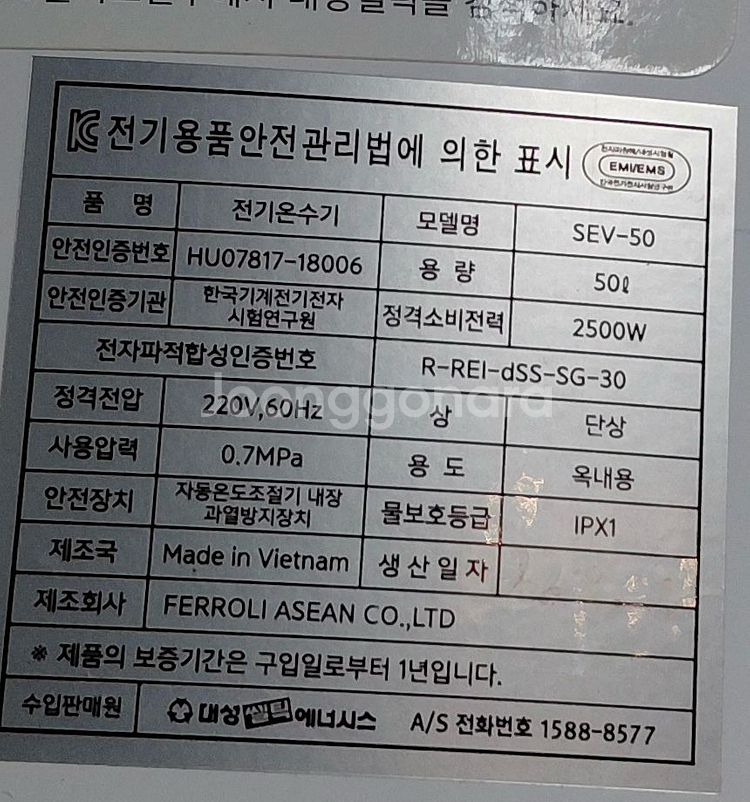 KC 전기용품안전관리법에 의한 표시
EMI/EMS
품 명 전기온수기 모델명 SEV-50
안전인증번호 HU07817-18006 용 량 50ℓ
안전인증기관 한국기계전기전자
시험연구원 정격소비전력 2500W
전자파적합성인증번호 R-REI-dSS-SG-30
정격전압 220V,60Hz 상 단상
사용압력 0.7MPa 용 도 옥내용
안전장치 자동온도조절기 내장
과열방지장치 물보호등급 IPX1
제조국 Made in Vietnam 생 산 일 자
제조회사 FERROLI ASEAN CO.,LTD
※ 제품의 보증기간은 구입일로부터 1년입니다.
수입판매원 대성쎌틱에너시스 A/S 전화번호 1588-8577
joonggonara